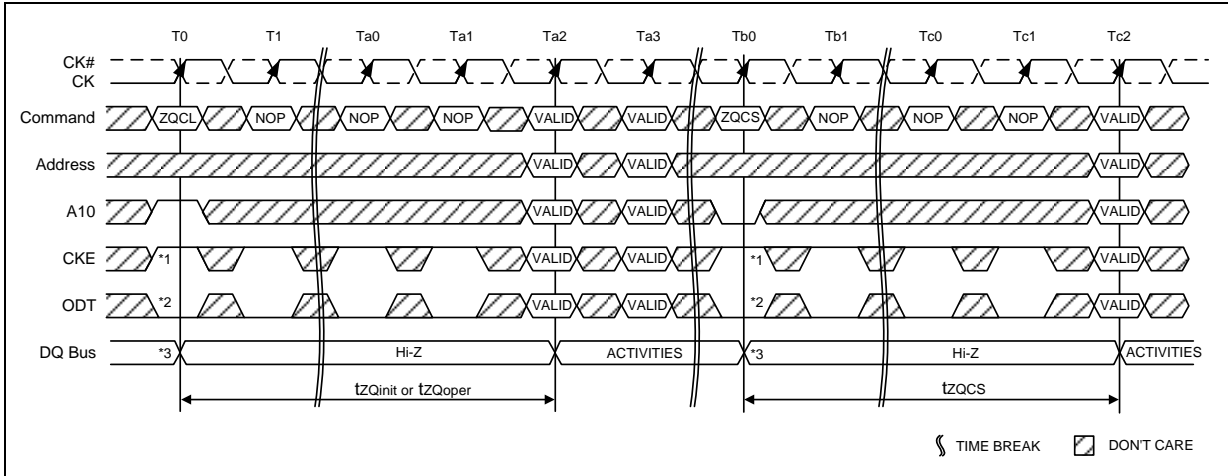 T0 T1 Ta0 Ta1 Ta2 Ta3 Tb0 Tb1 Tc0 Tc1 Tc2
CK#
CK
Command ZQCL NOP NOP NOP VALID VALID ZQCS NOP NOP NOP VALID
Address VALID VALID VALID
A10 VALID VALID VALID
CKE *1 VALID VALID *1 VALID
ODT *2 VALID VALID *2 VALID
DQ Bus *3 Hi-Z ACTIVITIES *3 Hi-Z ACTIVITIES
tZQinit or tZQoper tZQCS
TIME BREAK DON'T CARE